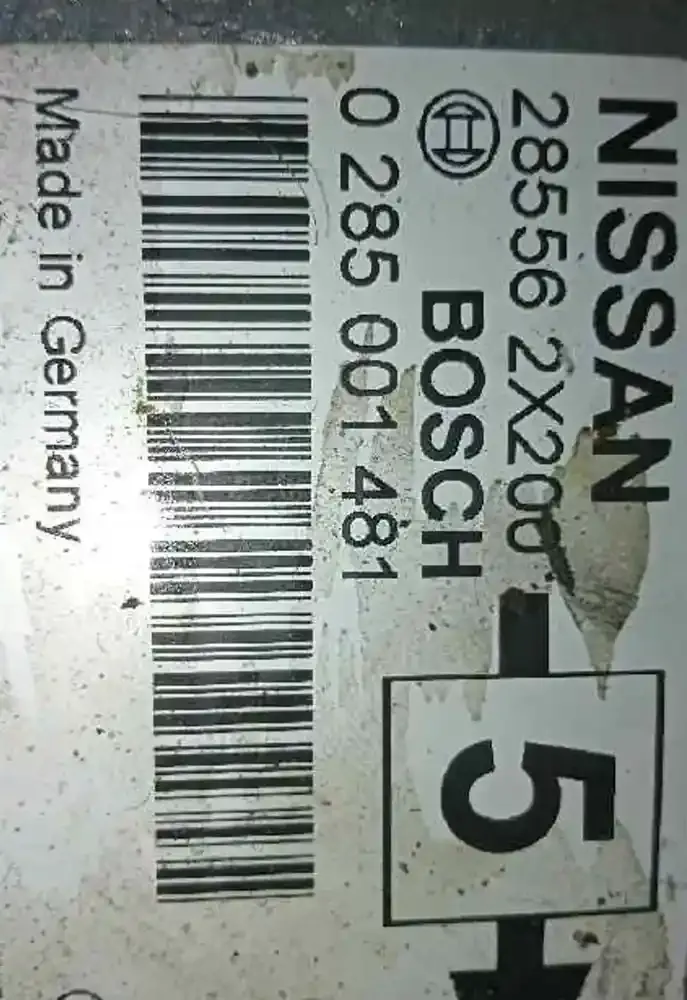 NISSAN
28556 2X200
BOSCH
0 285 001 481
Made in Germany
5